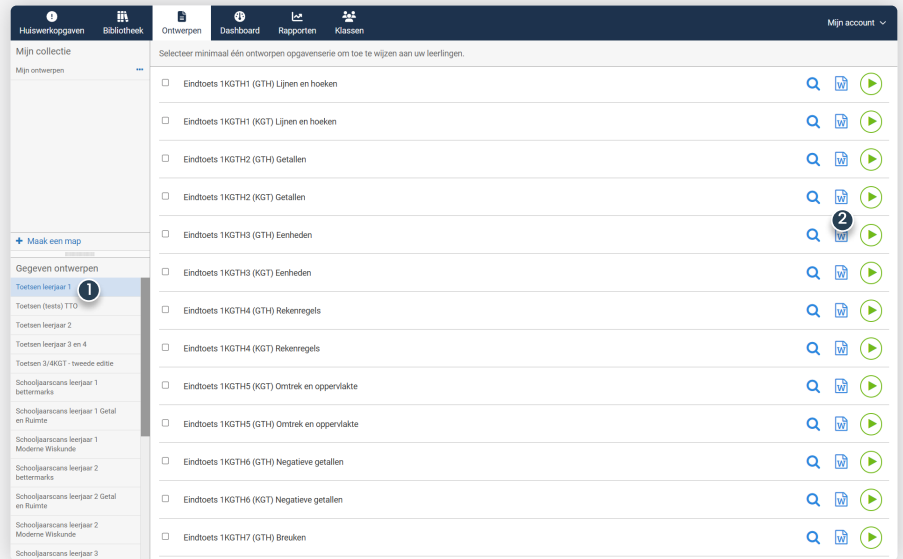 Huiswerkopgaven
Bibliotheek
Ontwerpen
Dashboard
Rapporten
Klassen
Mijn account
Mijn collectie
Mijn ontwerpen
Maak een map
Gegeven ontwerpen
Toetsen leerjaar 1
1
Toetsen (tests) TTO
Toetsen leerjaar 2
Toetsen leerjaar 3 en 4
Toetsen 3/4KGT - tweede editie
Schooljaarscans leerjaar 1
bettermarks
Schooljaarscans leerjaar 1 Getal
en Ruimte
Schooljaarscans leerjaar 1
Moderne Wiskunde
Schooljaarscans leerjaar 2
bettermarks
Schooljaarscans leerjaar 2 Getal
en Ruimte
Schooljaarscans leerjaar 2
Moderne Wiskunde
Schooljaarscans leerjaar 3
Selecteer minimaal één ontworpen opgavenserie om toe te wijzen aan uw leerlingen.
Eindtoets 1KGTH1 (GTH) Lijnen en hoeken
Eindtoets 1KGTH1 (KGT) Lijnen en hoeken
Eindtoets 1KGTH2 (GTH) Getallen
Eindtoets 1KGTH2 (KGT) Getallen
2
Eindtoets 1KGTH3 (GTH) Eenheden
Eindtoets 1KGTH3 (KGT) Eenheden
Eindtoets 1KGTH4 (GTH) Rekenregels
Eindtoets 1KGTH4 (KGT) Rekenregels
Eindtoets 1KGTH5 (KGT) Omtrek en oppervlakte
Eindtoets 1KGTH5 (GTH) Omtrek en oppervlakte
Eindtoets 1KGTH6 (GTH) Negatieve getallen
Eindtoets 1KGTH6 (KGT) Negatieve getallen
Eindtoets 1KGTH7 (GTH) Breuken